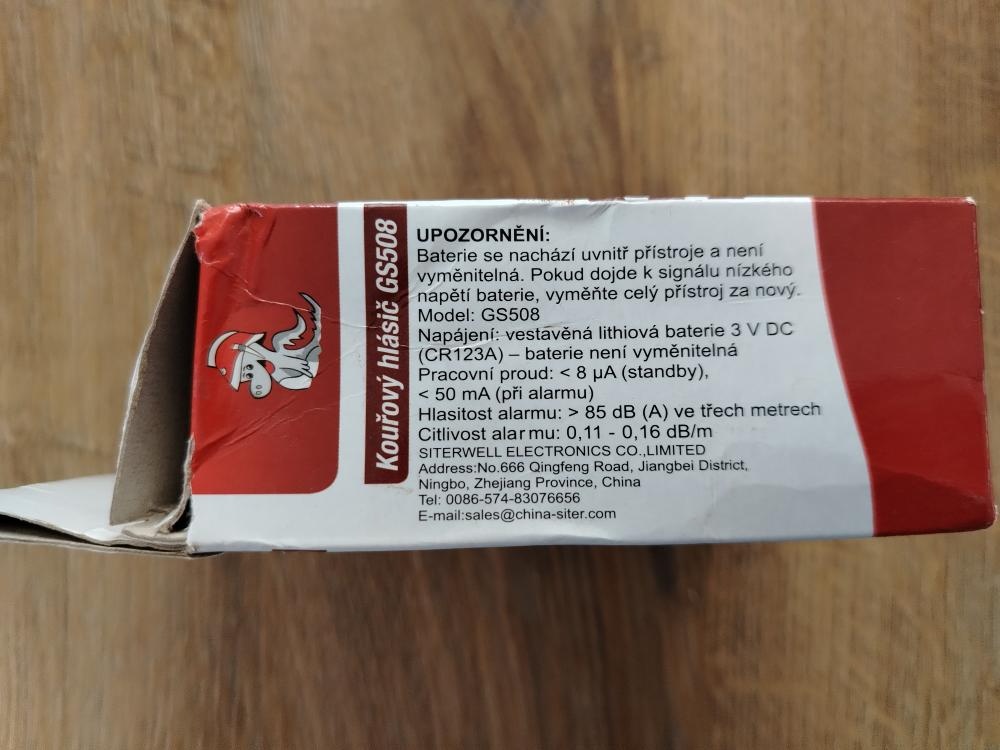 Kouřový hlásič GS508
UPOZORNĚNÍ:
Baterie se nachází uvnitř přístroje a není
vyměnitelná. Pokud dojde k signálu nízkého
napětí baterie, vyměňte celý přístroj za nový.
Model: GS508
Napájení: vestavěná lithiová baterie 3 V DC
(CR123A) – baterie není vyměnitelná
Pracovní proud: < 8 μA (standby),
< 50 mA (při alarmu)
Hlasitost alarmu: > 85 dB (A) ve třech metrech
Citlivost alarmu: 0,11 - 0,16 dB/m
SITERWELL ELECTRONICS CO.,LIMITED
Address:No.666 Qingfeng Road, Jiangbei District,
Ningbo, Zhejiang Province, China
Tel: 0086-574-83076656
E-mail:sales@china-siter.com